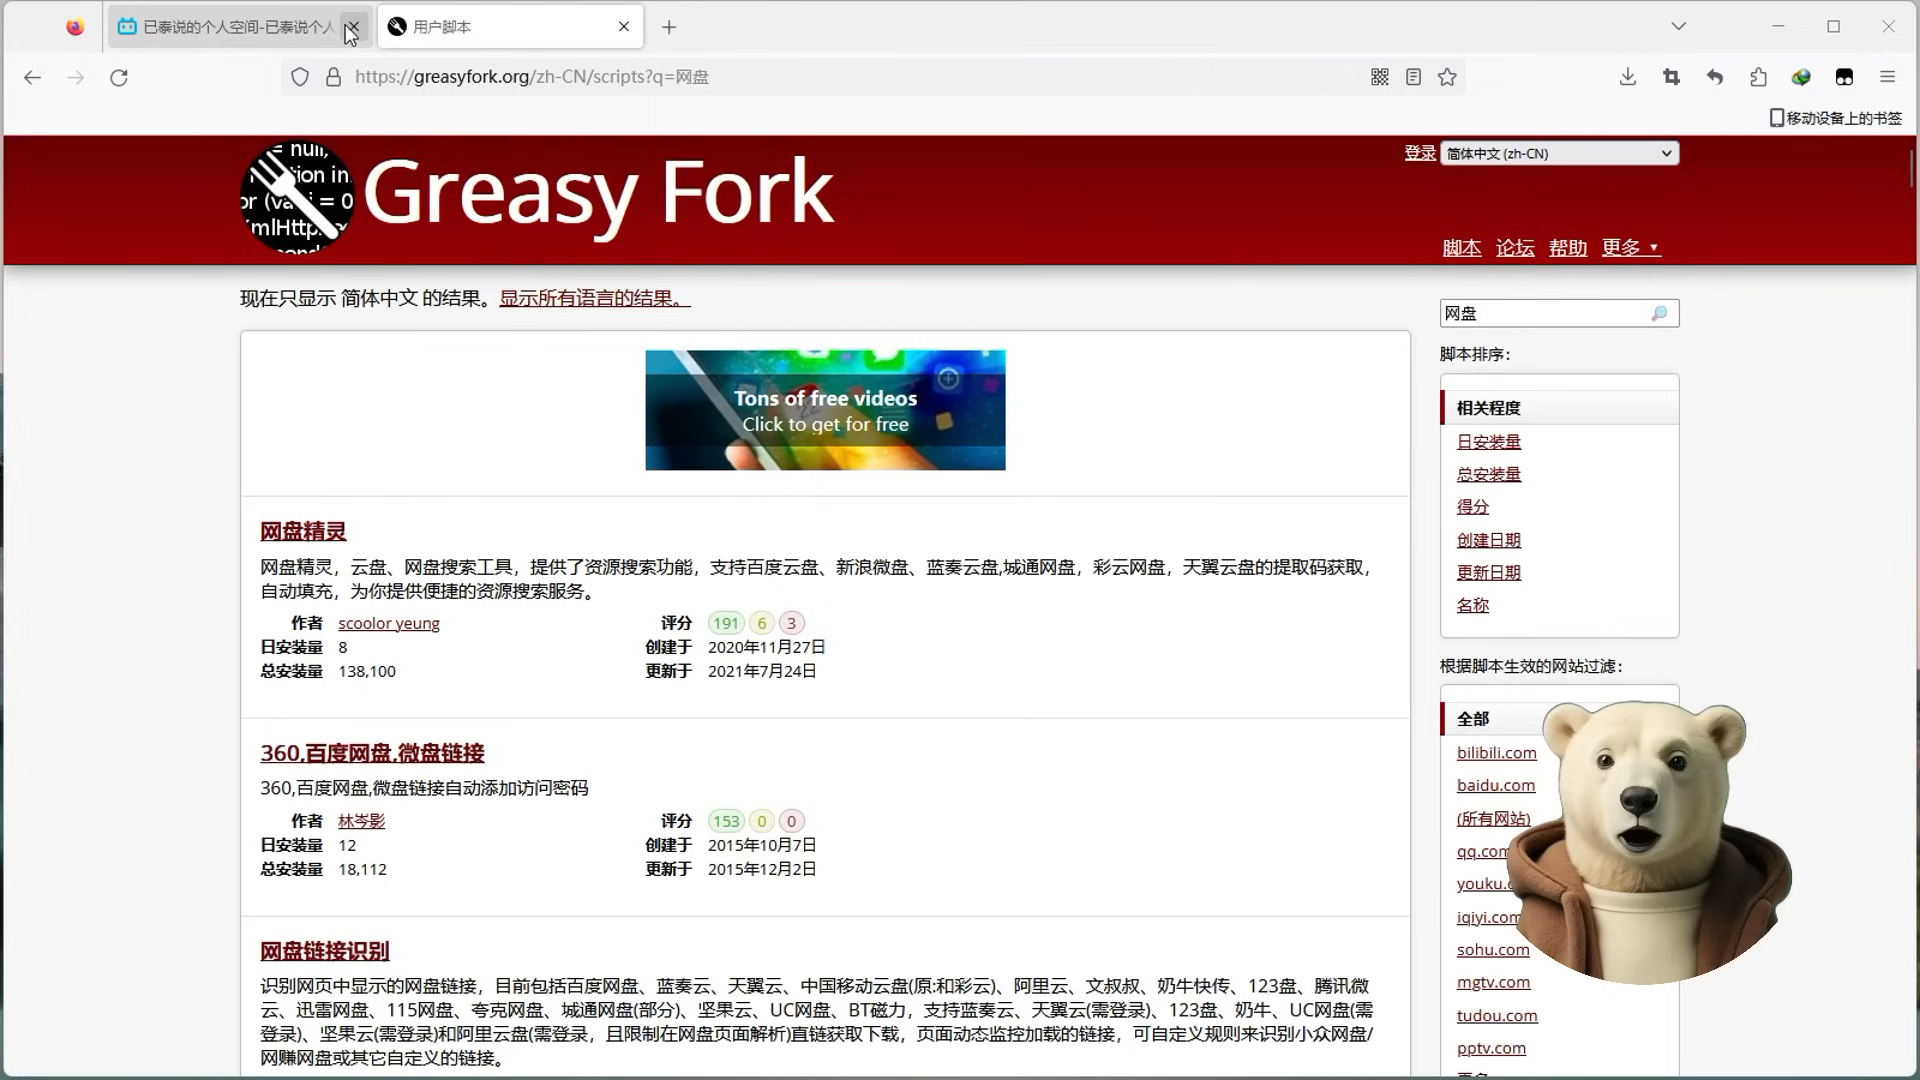 已泰说的个人空间-已泰说个人
用户脚本
https://greasyfork.org/zh-CN/scripts?q=网盘
移动设备上的书签
= null,
tion in
or (va i = 0
mlHttp
Greasy Fork
登录
简体中文 (zh-CN)
脚本 论坛 帮助 更多 ▼
现在只显示 简体中文 的结果。显示所有语言的结果。
Tons of free videos
Click to get for free
网盘精灵
网盘精灵，云盘、网盘搜索工具，提供了资源搜索功能，支持百度云盘、新浪微盘、蓝奏云盘,城通网盘，彩云网盘，天翼云盘的提取码获取，
自动填充，为你提供便捷的资源搜索服务。
作者 scoolor yeung 评分 191 6 3
日安装量 8 创建于 2020年11月27日
总安装量 138,100 更新于 2021年7月24日
360,百度网盘,微盘链接
360,百度网盘,微盘链接自动添加访问密码
作者 林岑影 评分 153 0 0
日安装量 12 创建于 2015年10月7日
总安装量 18,112 更新于 2015年12月2日
网盘链接识别
识别网页中显示的网盘链接，目前包括百度网盘、蓝奏云、天翼云、中国移动云盘(原:和彩云)、阿里云、文叔叔、奶牛快传、123盘、腾讯微
云、迅雷网盘、115网盘、夸克网盘、城通网盘(部分)、坚果云、UC网盘、BT磁力，支持蓝奏云、天翼云(需登录)、123盘、奶牛、UC网盘(需
登录)、坚果云(需登录)和阿里云盘(需登录，且限制在网盘页面解析)直链获取下载，页面动态监控加载的链接，可自定义规则来识别小众网盘/
网赚网盘或其它自定义的链接。
网盘
脚本排序：
相关程度
日安装量
总安装量
得分
创建日期
更新日期
名称
根据脚本生效的网站过滤：
全部
bilibili.com
baidu.com
(所有网站)
qq.com
youku.c
iqiyi.com
sohu.com
mgtv.com
tudou.com
pptv.com